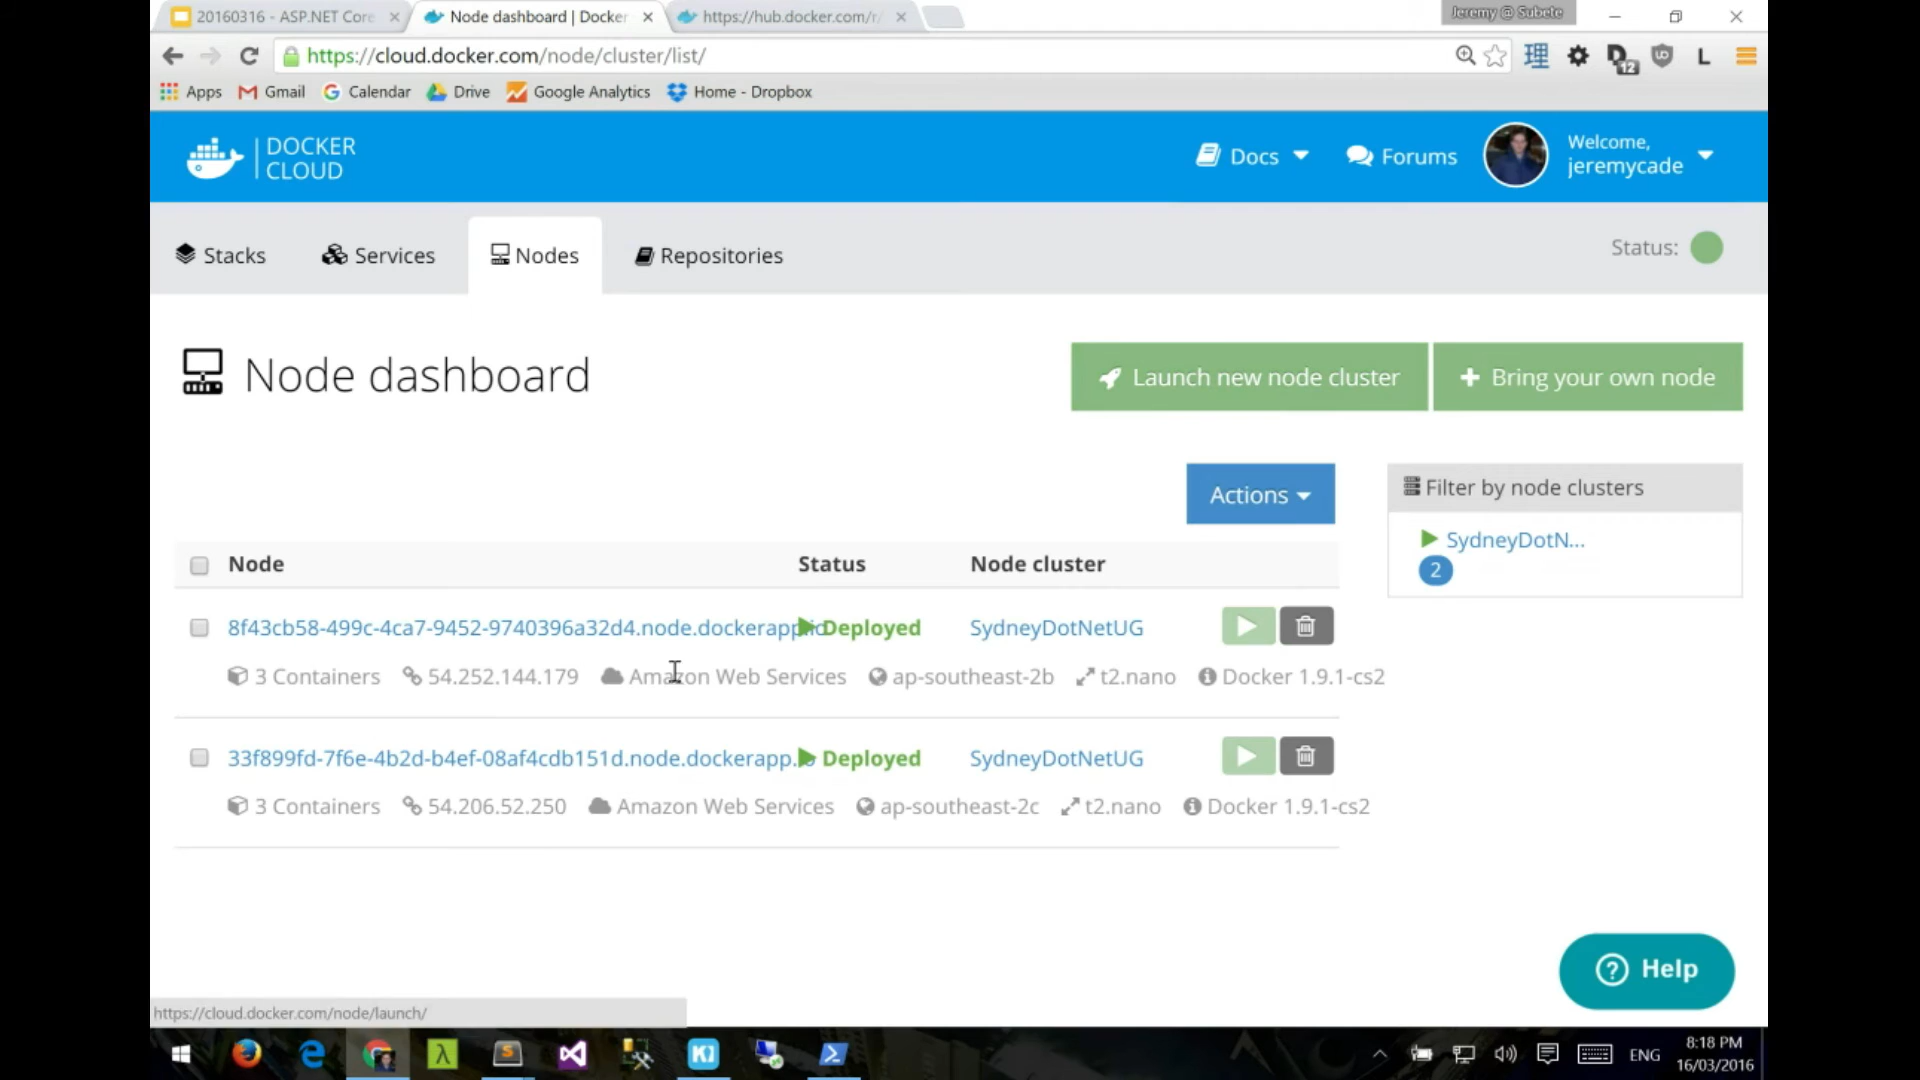 20160316 - ASP.NET Core
Node dashboard | Docker
https://hub.docker.com/r/
Jeremy @ Subete
https://cloud.docker.com/node/cluster/list/
12
L
Apps
Gmail
Calendar
Drive
Google Analytics
Home - Dropbox
DOCKER
CLOUD
Docs
Forums
Welcome,
jeremycade
Stacks
Services
Nodes
Repositories
Status:
Node dashboard
Launch new node cluster
Bring your own node
Actions
Filter by node clusters
SydneyDotN...
2
Node
Status
Node cluster
8f43cb58-499c-4ca7-9452-9740396a32d4.node.dockerapp.io
Deployed
SydneyDotNetUG
3 Containers
54.252.144.179
Amazon Web Services
ap-southeast-2b
t2.nano
Docker 1.9.1-cs2
33f899fd-7f6e-4b2d-b4ef-08af4cdb151d.node.dockerapp.io
Deployed
SydneyDotNetUG
3 Containers
54.206.52.250
Amazon Web Services
ap-southeast-2c
t2.nano
Docker 1.9.1-cs2
Help
https://cloud.docker.com/node/launch/
ENG
8:18 PM
16/03/2016
理